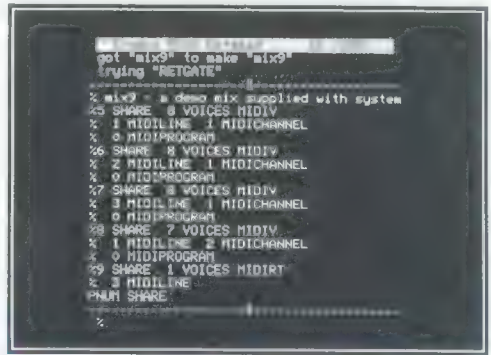 got "mix9" to make "mix9"
trying "RETGATE"
% mix9 - a demo mix supplied with system
%5 SHARE 8 VOICES MIDIV
% 1 MIDILINE 1 MIDICHANNEL
% 0 MIDIPROGRAM
%6 SHARE 8 VOICES MIDIV
% 2 MIDILINE 1 MIDICHANNEL
% 0 MIDIPROGRAM
%7 SHARE 8 VOICES MIDIV
% 3 MIDILINE 1 MIDICHANNEL
% 0 MIDIPROGRAM
%8 SHARE 7 VOICES MIDIV
% 1 MIDILINE 2 MIDICHANNEL
% 0 MIDIPROGRAM
%9 SHARE 1 VOICES MIDIRT
% 3 MIDILINE
PNUM SHARE
%